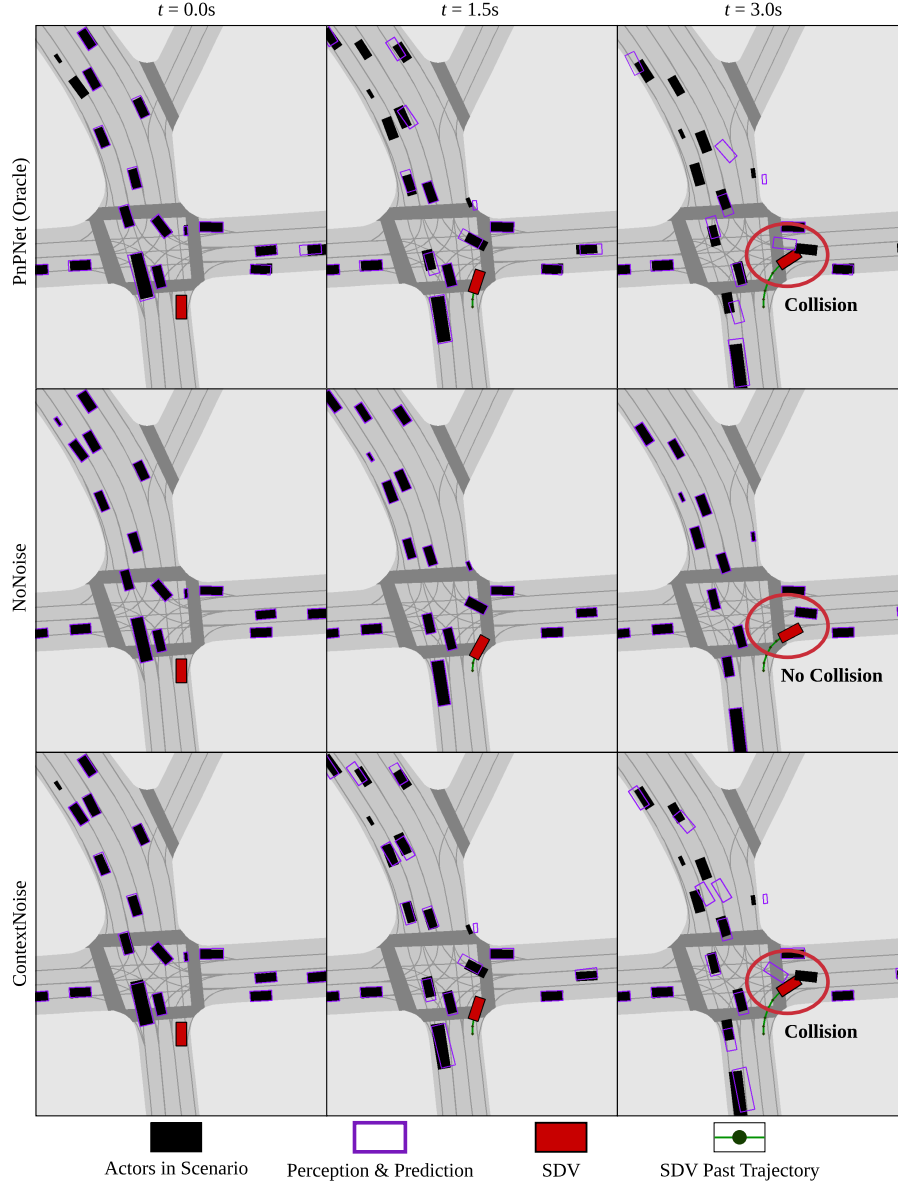 t = 0.0s
t = 1.5s
t = 3.0s
PnPNet (Oracle)
Collision
NoNoise
No Collision
ContextNoise
Collision
Actors in Scenario
Perception & Prediction
SDV
SDV Past Trajectory